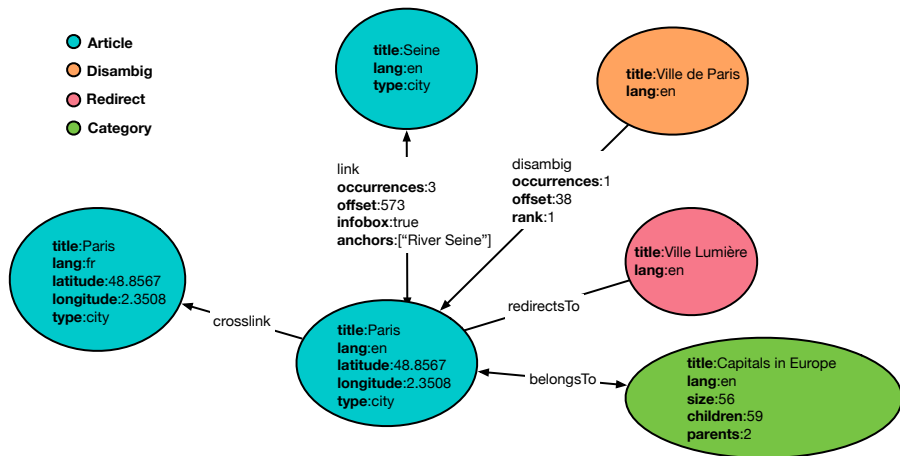 Article
Disambig
Redirect
Category
title:Seine
lang:en
type:city
title:Ville de Paris
lang:en
link
occurrences:3
offset:573
infobox:true
anchors:[“River Seine”]
disambig
occurrences:1
offset:38
rank:1
title:Paris
lang:fr
latitude:48.8567
longitude:2.3508
type:city
title:Ville Lumière
lang:en
crosslink
redirectsTo
title:Paris
lang:en
latitude:48.8567
longitude:2.3508
type:city
belongsTo
title:Capitals in Europe
lang:en
size:56
children:59
parents:2